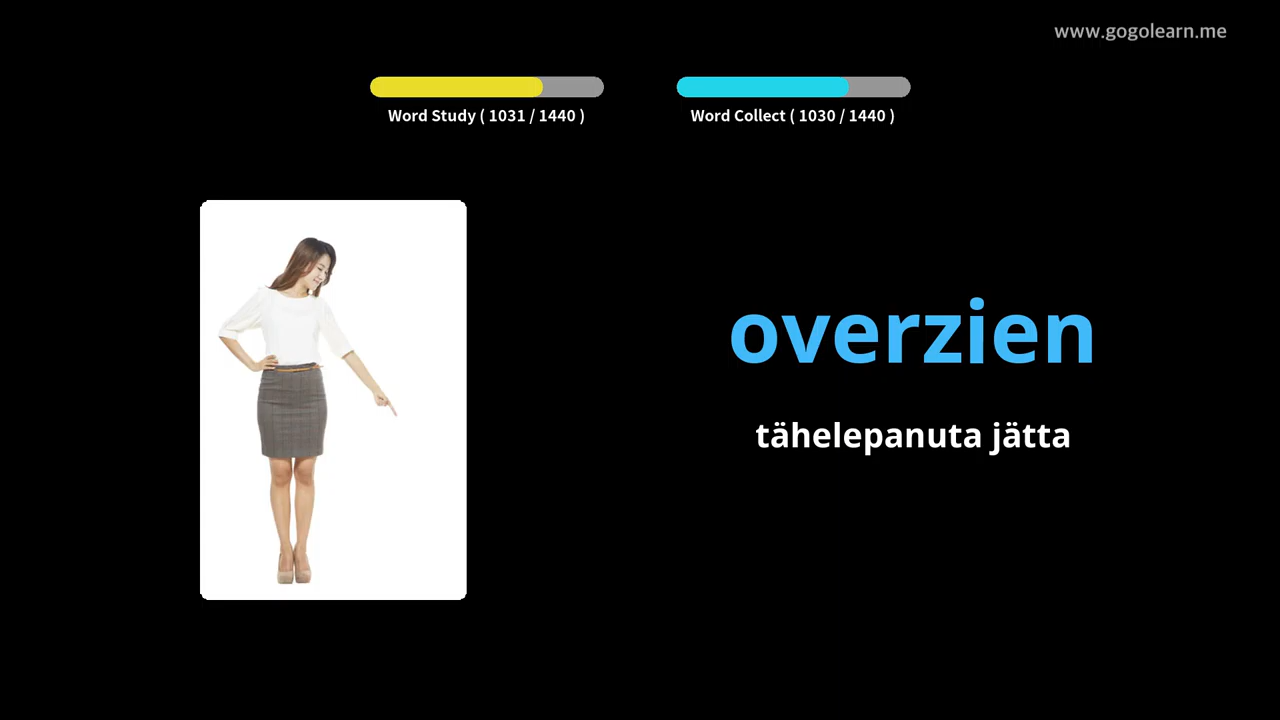 www.gogolearn.me
Word Study ( 1031 / 1440 )
Word Collect ( 1030 / 1440 )
overzien
tähelepanuta jätta